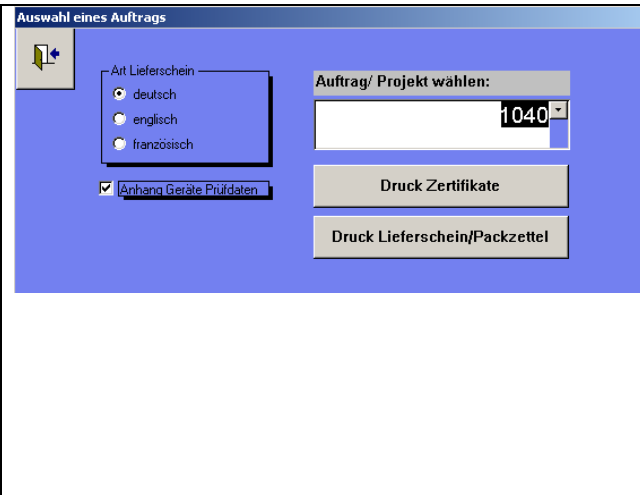 Auswahl eines Auftrags
Art Lieferschein
deutsch
englisch
französisch
Anhang Geräte Prüfdaten
Auftrag/ Projekt wählen:
1040
Druck Zertifikate
Druck Lieferschein/Packzettel